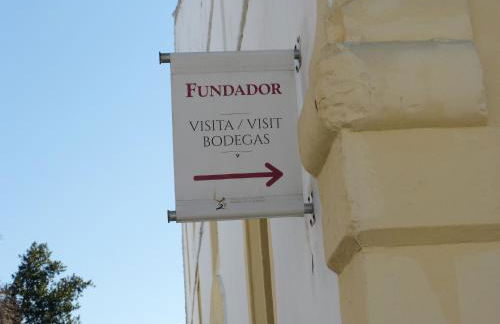 FUNDADOR
VISITA / VISIT
BODEGAS